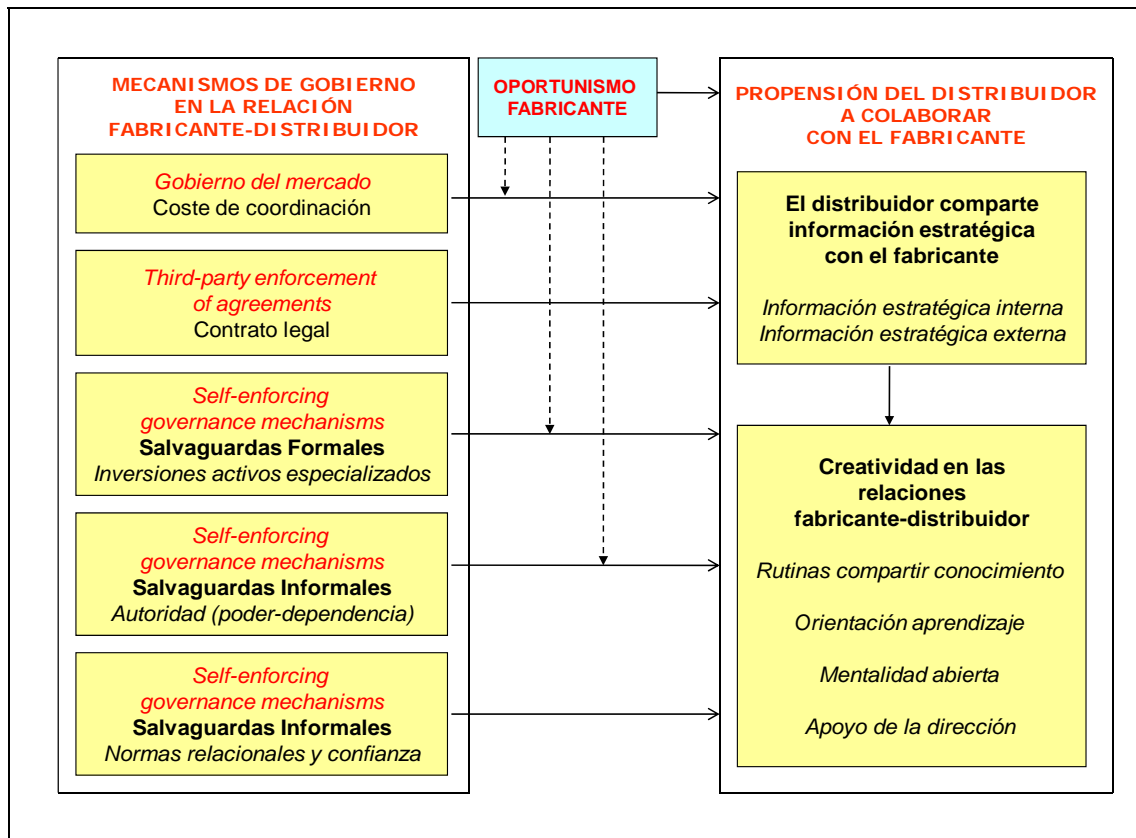 MECANISMOS DE GOBIERNO
EN LA RELACIÓN
FABRICANTE-DISTRIBUIDOR
Gobierno del mercado
Coste de coordinación
Third-party enforcement
of agreements
Contrato legal
Self-enforcing
governance mechanisms
Salvaguardas Formales
Inversiones activos especializados
Self-enforcing
governance mechanisms
Salvaguardas Informales
Autoridad (poder-dependencia)
Self-enforcing
governance mechanisms
Salvaguardas Informales
Normas relacionales y confianza
OPORTUNISMO
FABRICANTE
PROPENSIÓN DEL DISTRIBUIDOR
A COLABORAR
CON EL FABRICANTE
El distribuidor comparte
información estratégica
con el fabricante
Información estratégica interna
Información estratégica externa
Creatividad en las
relaciones
fabricante-distribuidor
Rutinas compartir conocimiento
Orientación aprendizaje
Mentalidad abierta
Apoyo de la dirección